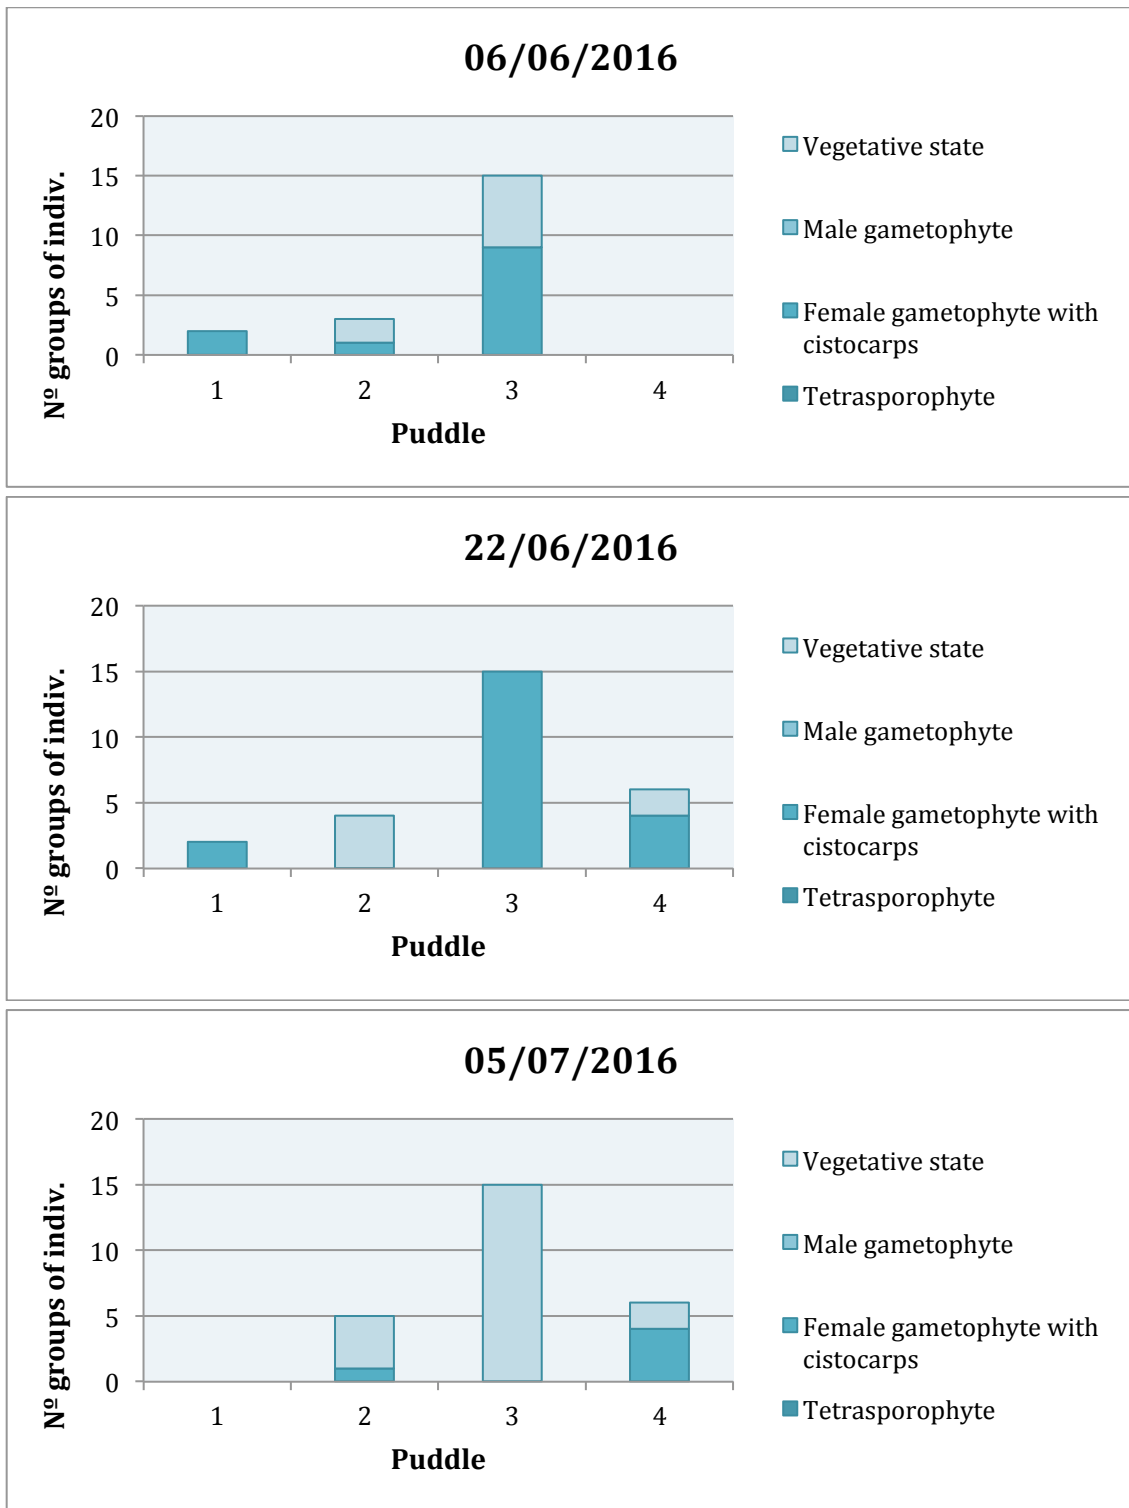 06/06/2016
Nº groups of indiv.
20
15
10
5
0
1 2 3 4
Puddle
Vegetative state
Male gametophyte
Female gametophyte with
cistocarps
Tetrasporophyte
22/06/2016
Nº groups of indiv.
20
15
10
5
0
1 2 3 4
Puddle
Vegetative state
Male gametophyte
Female gametophyte with
cistocarps
Tetrasporophyte
05/07/2016
Nº groups of indiv.
20
15
10
5
0
1 2 3 4
Puddle
Vegetative state
Male gametophyte
Female gametophyte with
cistocarps
Tetrasporophyte